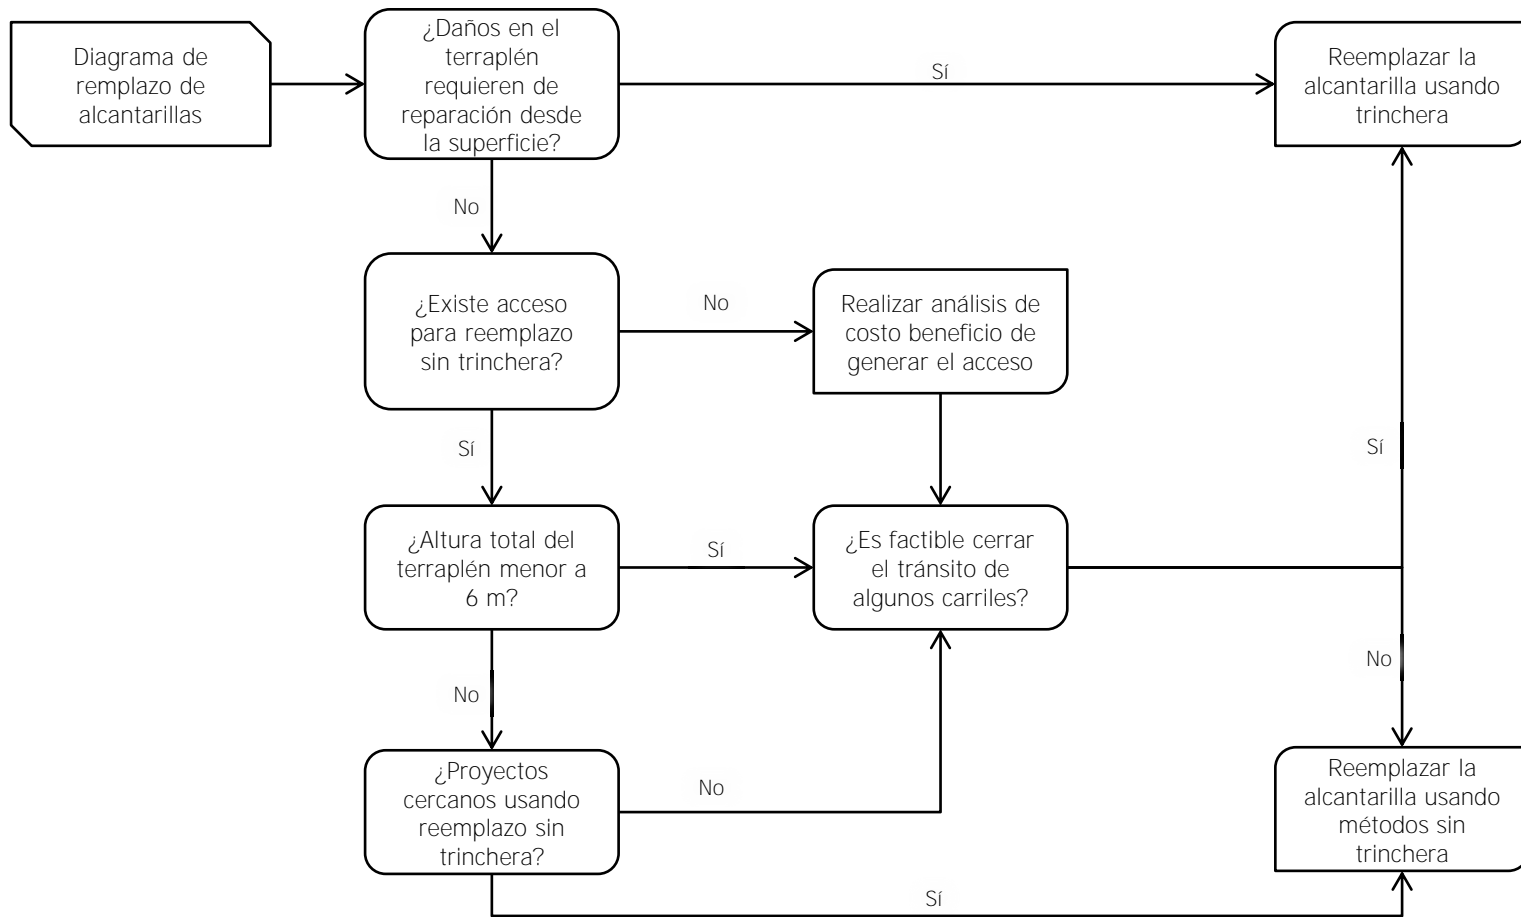 Diagrama de
remplazo de
alcantarillas
¿Daños en el
terraplén
requieren de
reparación desde
la superficie?
Sí
Reemplazar la
alcantarilla usando
trinchera
No
¿Existe acceso
para reemplazo
sin trinchera?
No
Realizar análisis de
costo beneficio de
generar el acceso
Sí
Sí
¿Altura total del
terraplén menor a
6 m?
Sí
¿Es factible cerrar
el tránsito de
algunos carriles?
No
No
¿Proyectos
cercanos usando
reemplazo sin
trinchera?
No
Reemplazar la
alcantarilla usando
métodos sin
trinchera
Sí